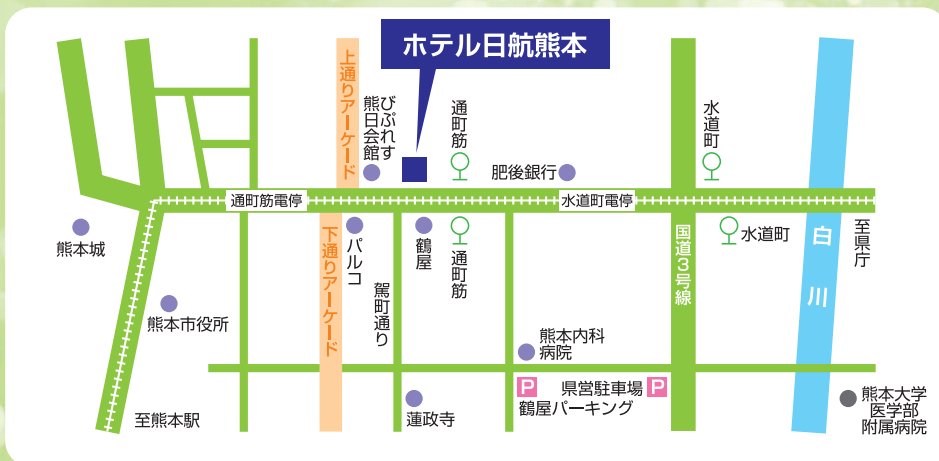 ホテル日航熊本
上通りアーケード
びぷれす
熊日会館
通町筋
肥後銀行
水道町
通町筋電停
水道町電停
熊本城
下通りアーケード
パルコ
鶴屋
通町筋
国道3号線
水道町
白川
至県庁
熊本市役所
駕町通り
熊本内科
病院
至熊本駅
蓮政寺
P
県営駐車場
P
鶴屋パーキング
熊本大学
医学部
附属病院